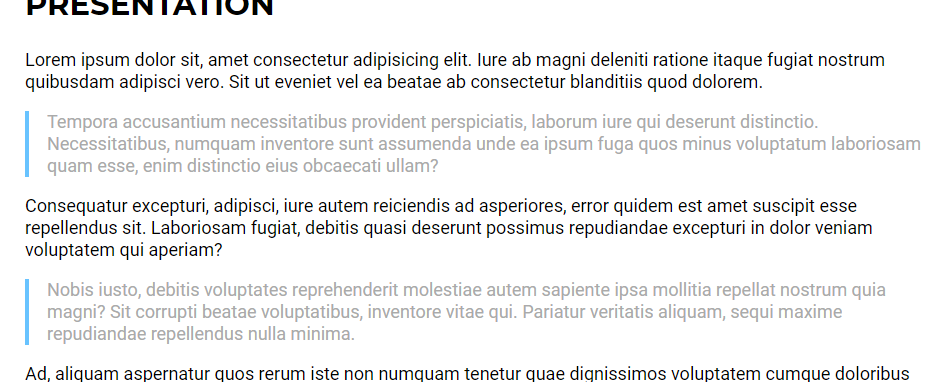 PRESENTATION
Lorem ipsum dolor sit, amet consectetur adipisicing elit. Iure ab magni deleniti ratione itaque fugiat nostrum
quibusdam adipisci vero. Sit ut eveniet vel ea beatae ab consectetur blanditiis quod dolorem.
Tempora accusantium necessitatibus provident perspiciatis, laborum iure qui deserunt distinctio.
Necessitatibus, numquam inventore sunt assumenda unde ea ipsum fuga quos minus voluptatum laboriosam
quam esse, enim distinctio eius obcaecati ullam?
Consequatur excepturi, adipisci, iure autem reiciendis ad asperiores, error quidem est amet suscipit esse
repellendus sit. Laboriosam fugiat, debitis quasi deserunt possimus repudiandae excepturi in dolor veniam
voluptatem qui aperiam?
Nobis iusto, debitis voluptates reprehenderit molestiae autem sapiente ipsa mollitia repellat nostrum quia
magni? Sit corrupti beatae voluptatibus, inventore vitae qui. Pariatur veritatis aliquam, sequi maxime
repudiandae repellendus nulla minima.
Ad, aliquam aspernatur quos rerum iste non numquam tenetur quae dignissimos voluptatem cumque doloribus